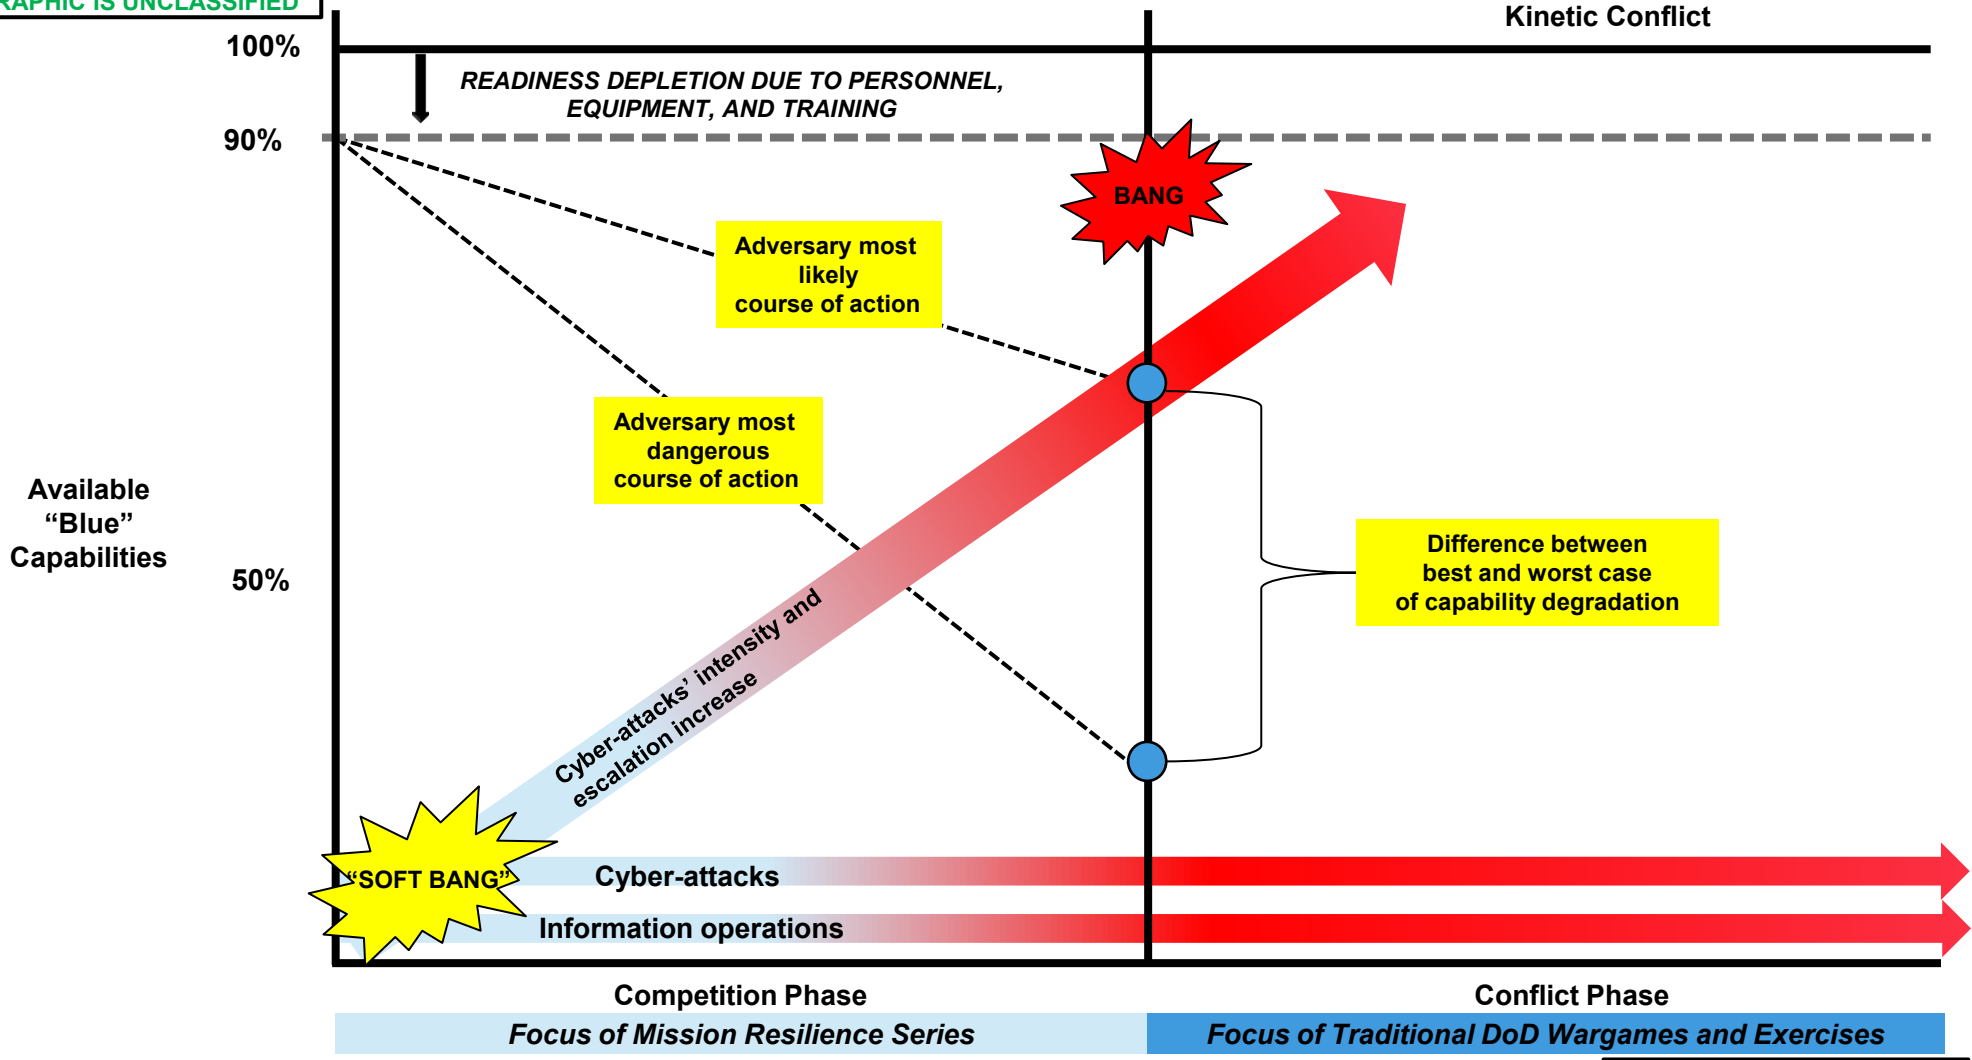 GRAPHIC IS UNCLASSIFIED
Kinetic Conflict
100%
READINESS DEPLETION DUE TO PERSONNEL,
EQUIPMENT, AND TRAINING
90%
BANG
Adversary most
likely
course of action
Adversary most
dangerous
course of action
Available
“Blue”
Capabilities
50%
Difference between
best and worst case
of capability degradation
Cyber-attacks’ intensity and
escalation increase
“SOFT BANG”
Cyber-attacks
Information operations
Competition Phase
Conflict Phase
Focus of Mission Resilience Series
Focus of Traditional DoD Wargames and Exercises